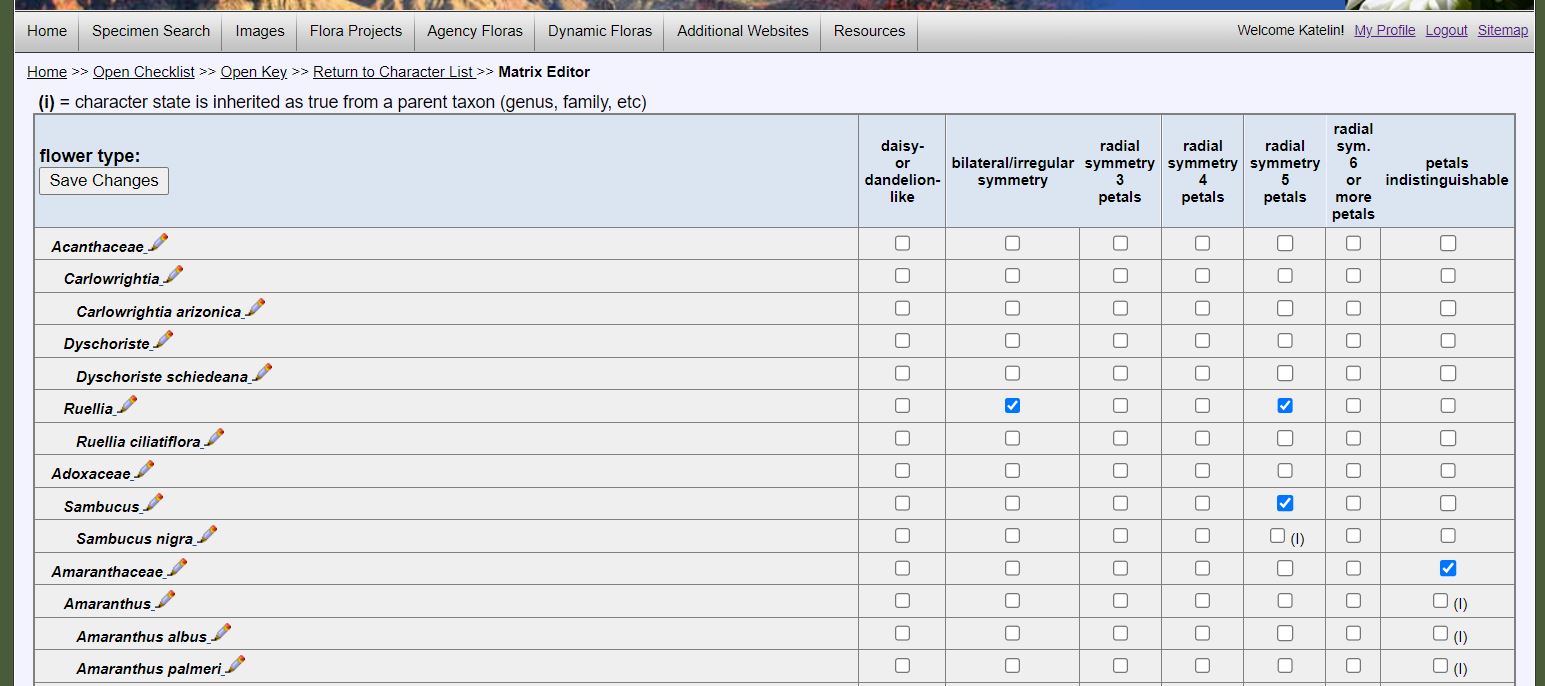 Home Specimen Search Images Flora Projects Agency Floras Dynamic Floras Additional Websites Resources Welcome Katelin! My Profile Logout Sitemap
Home >> Open Checklist >> Open Key >> Return to Character List >> Matrix Editor
(i) = character state is inherited as true from a parent taxon (genus, family, etc)
flower type:
Save Changes
daisy-
or
dandelion-
like
bilateral/irregular
symmetry
radial
symmetry
3
petals
radial
symmetry
4
petals
radial
symmetry
5
petals
radial
sym.
6
or
more
petals
petals
indistinguishable
Acanthaceae
Carlowrightia
Carlowrightia arizonica
Dyschoriste
Dyschoriste schiedeana
Ruellia
Ruellia ciliatiflora
Adoxaceae
Sambucus
Sambucus nigra (I)
Amaranthaceae
Amaranthus (I)
Amaranthus albus (I)
Amaranthus palmeri (I)